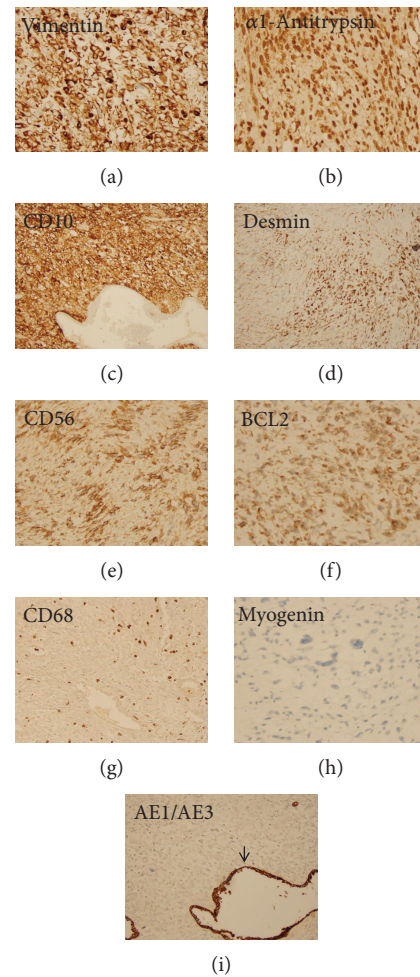 Vimentin
α1-Antitrypsin
(a)
(b)
CD10
Desmin
(c)
(d)
CD56
BCL2
(e)
(f)
CD68
Myogenin
(g)
(h)
AE1/AE3
(i)